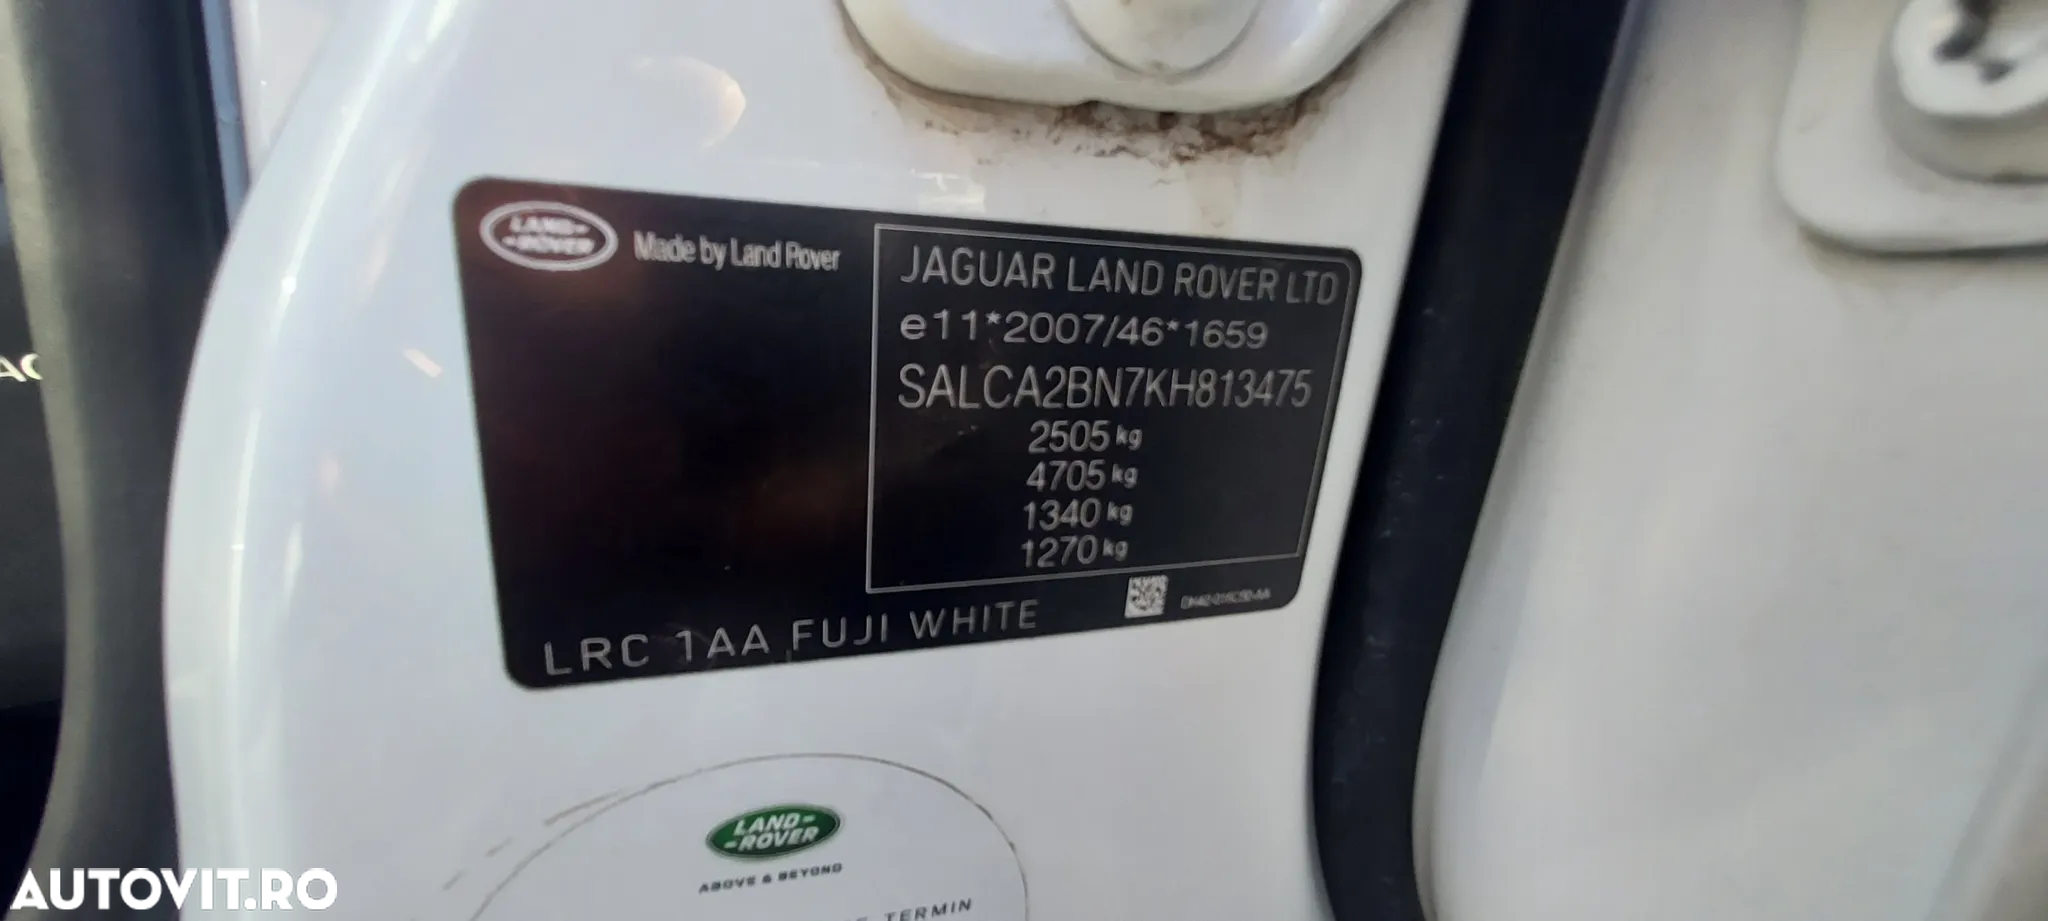 LAND-
-ROVER
Made by Land Rover
JAGUAR LAND ROVER LTD
e11*2007/46*1659
SALCA2BN7KH813475
2505 kg
4705 kg
1340 kg
1270 kg
LRC 1AA FUJI WHITE
LAND-
-ROVER
ABOVE & BEYOND
TERMIN
AUTOVIT.RO